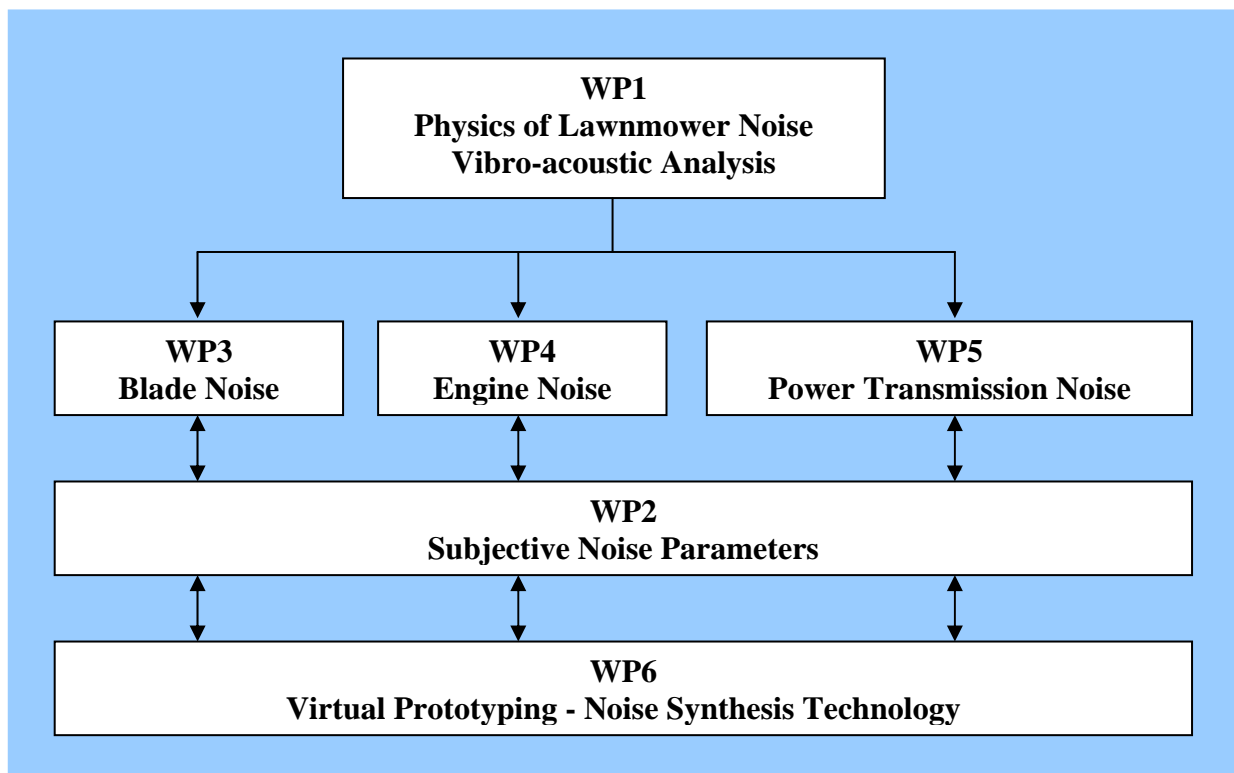 WP1
Physics of Lawnmower Noise
Vibro-acoustic Analysis
WP3
Blade Noise
WP4
Engine Noise
WP5
Power Transmission Noise
WP2
Subjective Noise Parameters
WP6
Virtual Prototyping - Noise Synthesis Technology